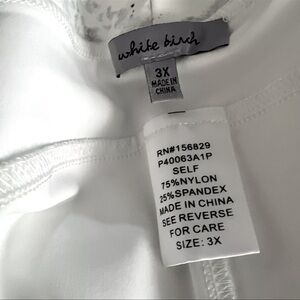 white birch
3X
MADE IN
CHINA
RN#156829
P40063A1P
SELF
75%NYLON
25%SPANDEX
MADE IN CHINA
SEE REVERSE
FOR CARE
SIZE: 3X